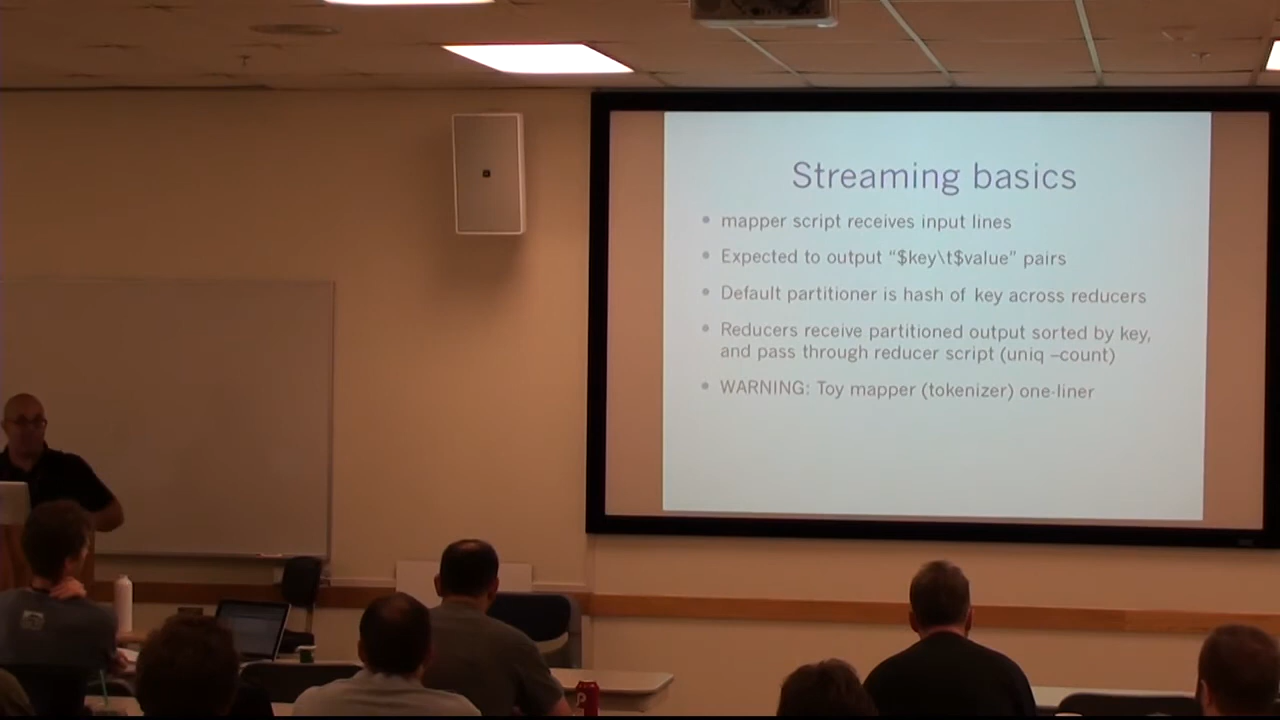 Streaming basics
• mapper script receives input lines
• Expected to output “$key\t$value” pairs
• Default partitioner is hash of key across reducers
• Reducers receive partitioned output sorted by key,
and pass through reducer script (uniq –count)
• WARNING: Toy mapper (tokenizer) one-liner